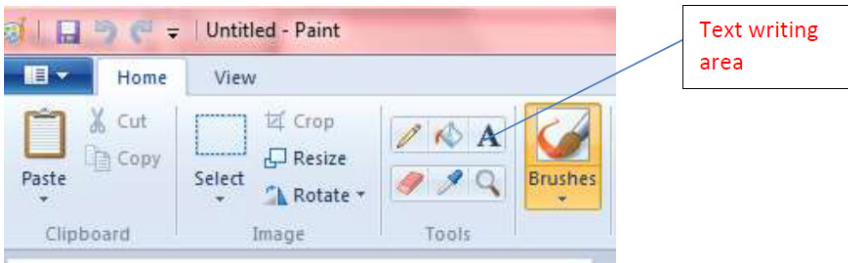 Untitled - Paint
Text writing
area
Home View
Cut
Copy
Paste
Clipboard
Crop
Resize
Rotate
Select
Image
A
Tools
Brushes